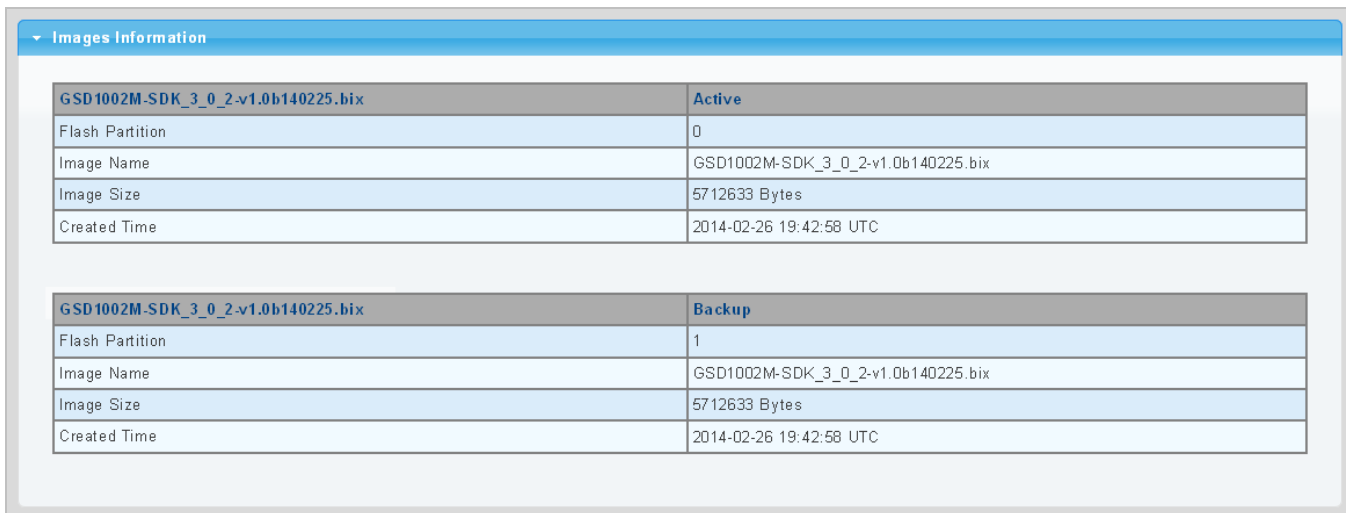 Images Information
GSD1002M-SDK_3_0_2-v1.0b140225.bix Active
Flash Partition 0
Image Name GSD1002M-SDK_3_0_2-v1.0b140225.bix
Image Size 5712633 Bytes
Created Time 2014-02-26 19:42:58 UTC
GSD1002M-SDK_3_0_2-v1.0b140225.bix Backup
Flash Partition 1
Image Name GSD1002M-SDK_3_0_2-v1.0b140225.bix
Image Size 5712633 Bytes
Created Time 2014-02-26 19:42:58 UTC